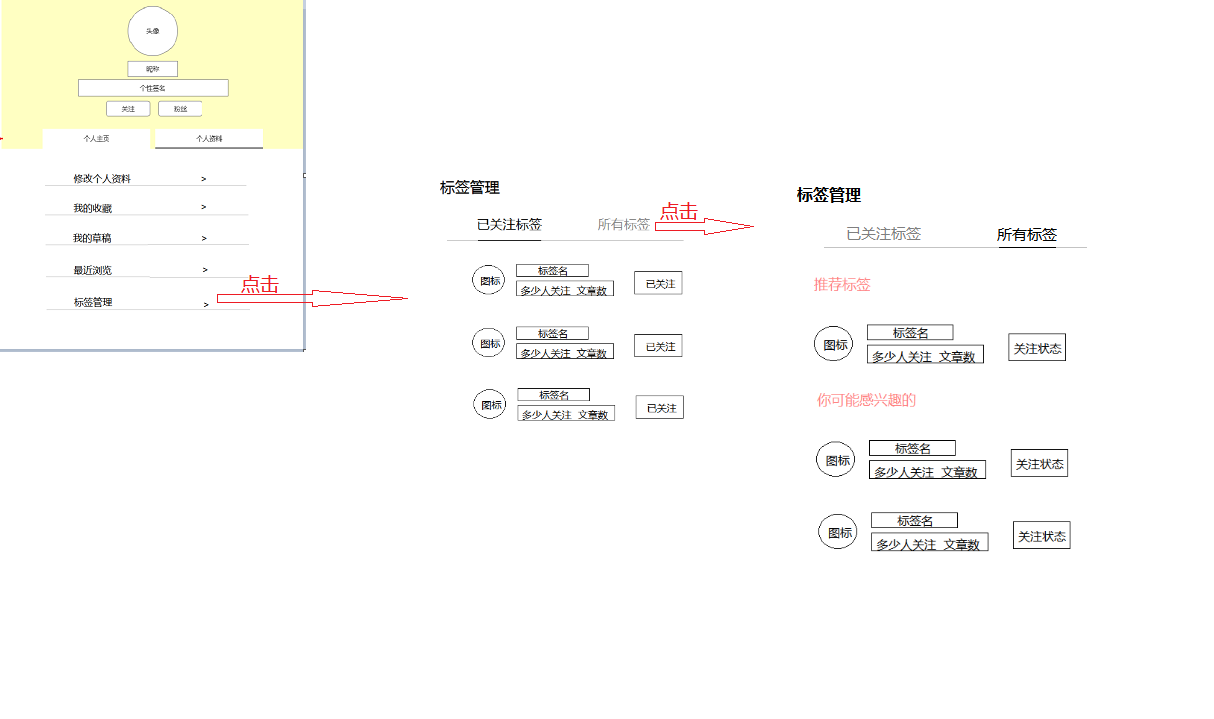 头像
昵称
个性签名
关注 粉丝
个人主页 个人资料
修改个人资料 >
我的收藏 >
我的草稿 >
最近浏览 >
标签管理 >
点击
标签管理
已关注标签 所有标签
点击
图标 标签名 已关注
多少人关注 文章数
图标 标签名 已关注
多少人关注 文章数
图标 标签名 已关注
多少人关注 文章数
标签管理
已关注标签 所有标签
推荐标签
图标 标签名 关注状态
多少人关注 文章数
你可能感兴趣的
图标 标签名 关注状态
多少人关注 文章数
图标 标签名 关注状态
多少人关注 文章数